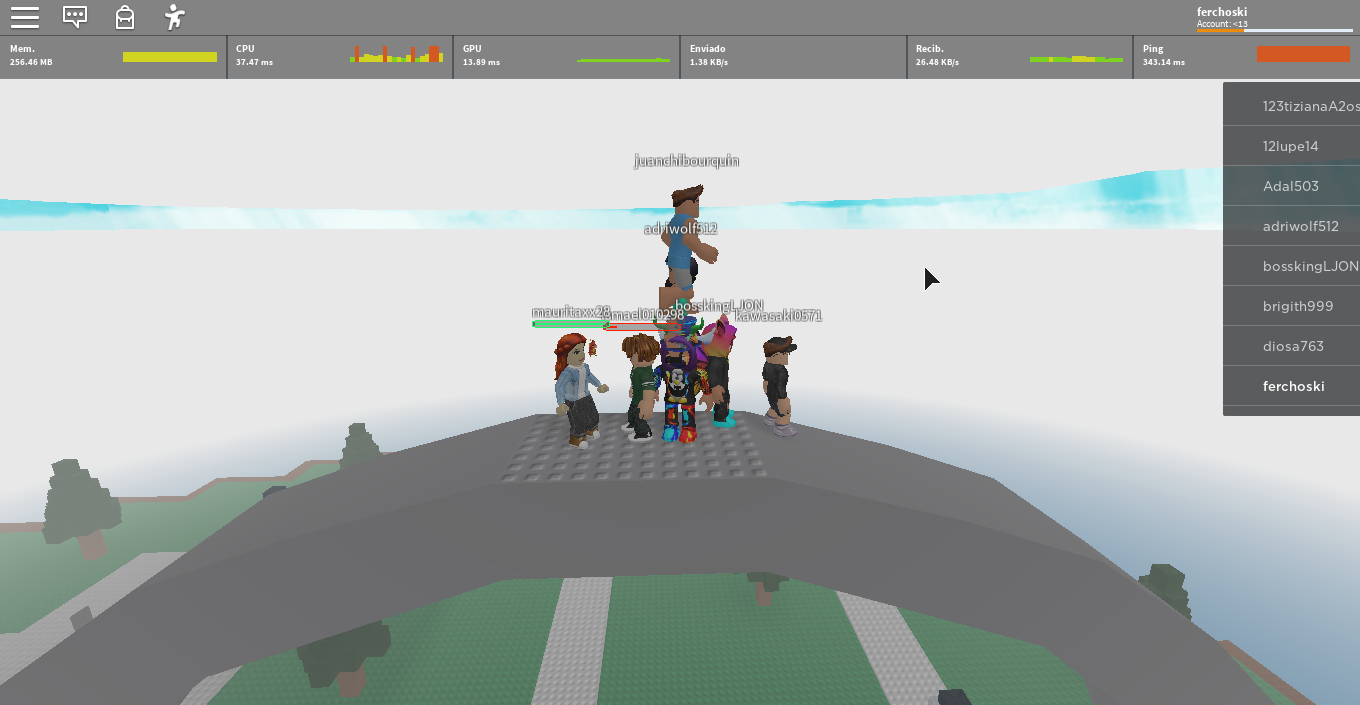 ferchoski
Account: <13
Mem.
256.46 MB
CPU
37.47 ms
GPU
13.89 ms
Enviado
1.38 KB/s
Recib.
26.48 KB/s
Ping
343.14 ms
123tizianaA2os
12lupe14
Adal503
adriwolf512
bosskingLJON
brigith999
diosa763
ferchoski
juanchibourquin
adriwolf512
bosskingLJON
kawasaki0571